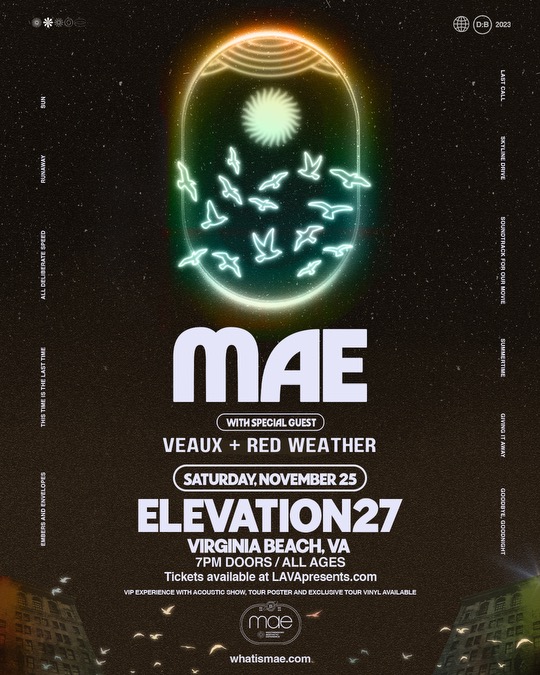 D:B 2023
SUN
RUNAWAY
ALL DELIBERATE SPEED
THIS TIME IS THE LAST TIME
EMBERS AND ENVELOPES
LAST CALL
SKYLINE DRIVE
SOUNDTRACK FOR OUR MOVIE
SUMMERTIME
GIVING IT AWAY
GOODBYE, GOODNIGHT
MAE
WITH SPECIAL GUEST
VEAUX + RED WEATHER
SATURDAY, NOVEMBER 25
ELEVATION27
VIRGINIA BEACH, VA
7PM DOORS / ALL AGES
Tickets available at LAVApresents.com
VIP EXPERIENCE WITH ACOUSTIC SHOW, TOUR POSTER AND EXCLUSIVE TOUR VINYL AVAILABLE
mae
whatismae.com